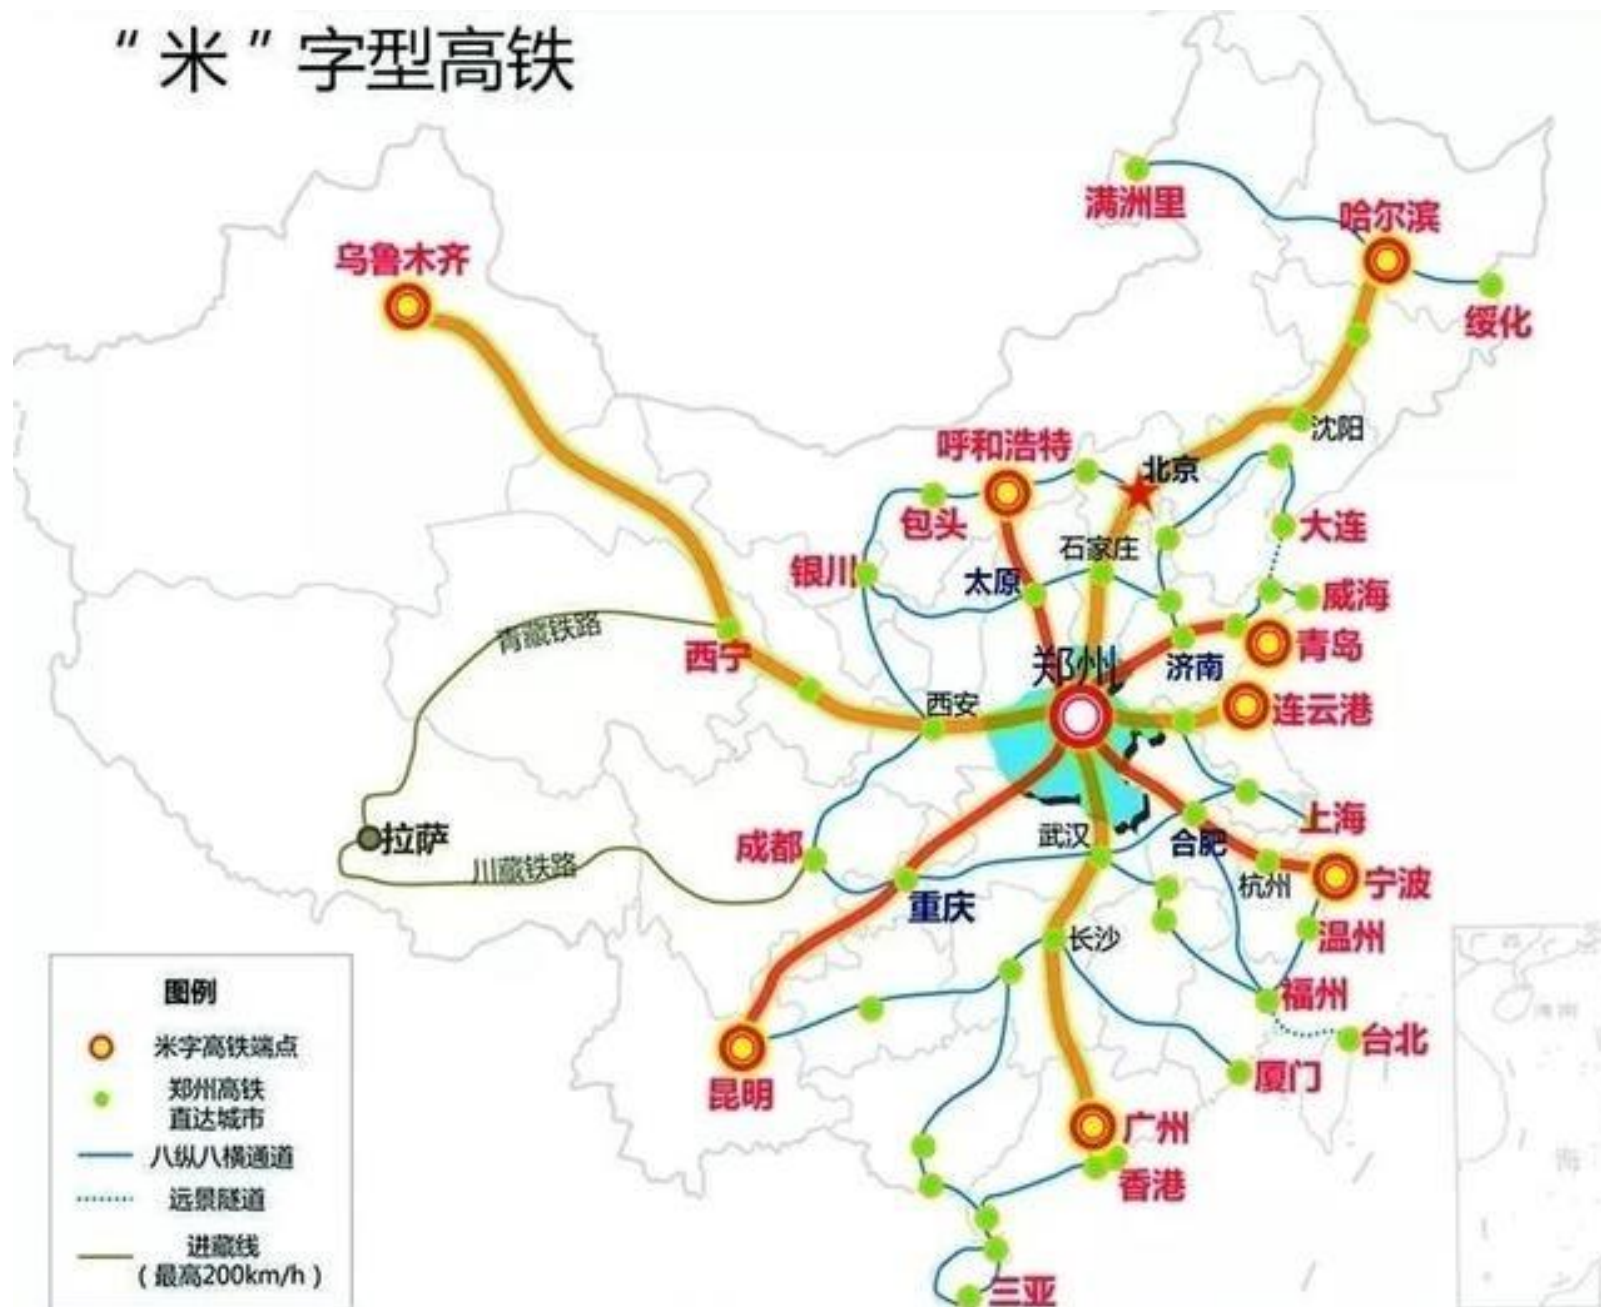 “米”字型高铁
满洲里
哈尔滨
乌鲁木齐
绥化
沈阳
呼和浩特
北京
包头
大连
石家庄
银川
太原
威海
青藏铁路
西宁
郑州
济南
青岛
西安
连云港
上海
武汉
合肥
拉萨
成都
川藏铁路
杭州
宁波
重庆
长沙
温州
福州
台北
厦门
昆明
广州
香港
三亚
图例
米字高铁端点
郑州高铁
直达城市
八纵八横通道
远景隧道
进藏线
(最高200km/h)